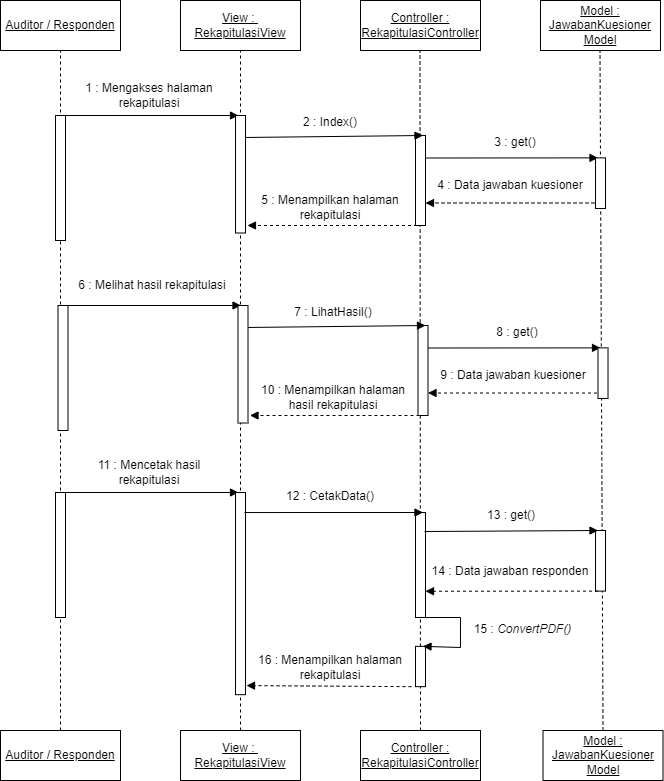 Auditor / Responden
View :
RekapitulasiView
Controller :
RekapitulasiController
Model :
JawabanKuesioner
Model
1 : Mengakses halaman
rekapitulasi
2 : Index()
3 : get()
4 : Data jawaban kuesioner
5 : Menampilkan halaman
rekapitulasi
6 : Melihat hasil rekapitulasi
7 : LihatHasil()
8 : get()
9 : Data jawaban kuesioner
10 : Menampilkan halaman
hasil rekapitulasi
11 : Mencetak hasil
rekapitulasi
12 : CetakData()
13 : get()
14 : Data jawaban responden
15 : ConvertPDF()
16 : Menampilkan halaman
rekapitulasi
Auditor / Responden
View :
RekapitulasiView
Controller :
RekapitulasiController
Model :
JawabanKuesioner
Model